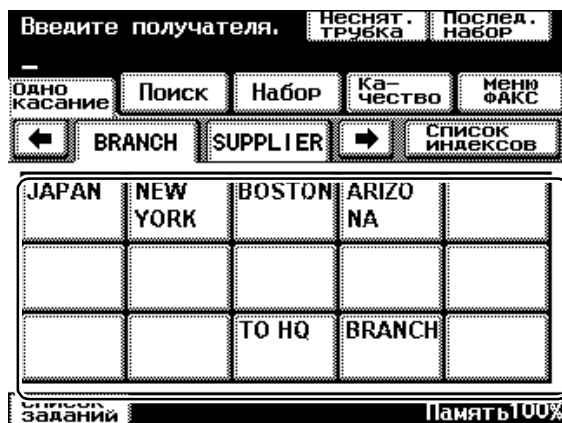 Введите получателя.
Неснят. трубка
Послед. набор
Одно касание
Поиск
Набор
Ка- чество
Меню ФАКС
BRANCH
SUPPLIER
Список индексов
JAPAN
NEW YORK
BOSTON
ARIZO NA
TO HQ
BRANCH
Список заданий
Память100%